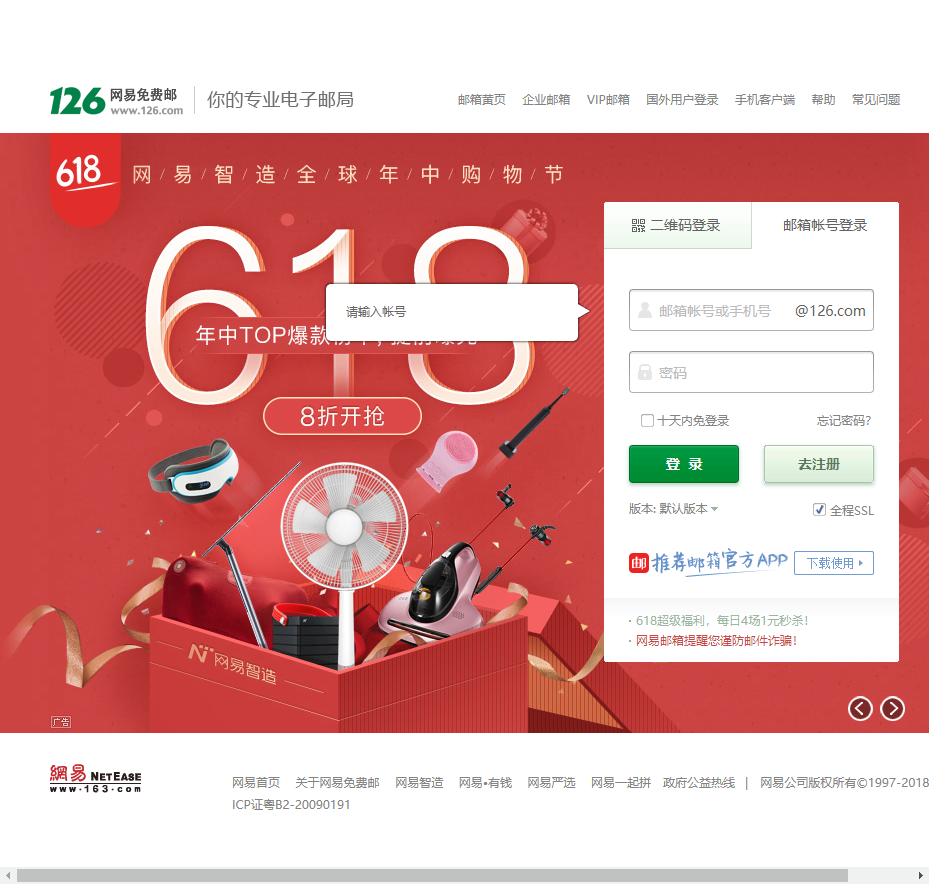 126 网易免费邮 www.126.com 你的专业电子邮局
邮箱黄页 企业邮箱 VIP邮箱 国外用户登录 手机客户端 帮助 常见问题
618 网/易/智/造/全/球/年/中/购/物/节
618
二维码登录 邮箱帐号登录
请输入帐号
年中TOP爆款
8折开抢
邮箱帐号或手机号 @126.com
密码
十天内免登录 忘记密码?
登 录 去注册
版本: 默认版本 全程SSL
邮 推荐邮箱官方APP 下载使用
· 618超级福利，每日4场1元秒杀！
· 网易邮箱提醒您谨防邮件诈骗！
网易智造
广告
網易 NETEASE
www.163.com
网易首页 关于网易免费邮 网易智造 网易•有钱 网易严选 网易一起拼 政府公益热线 | 网易公司版权所有©1997-2018
ICP证粤B2-20090191